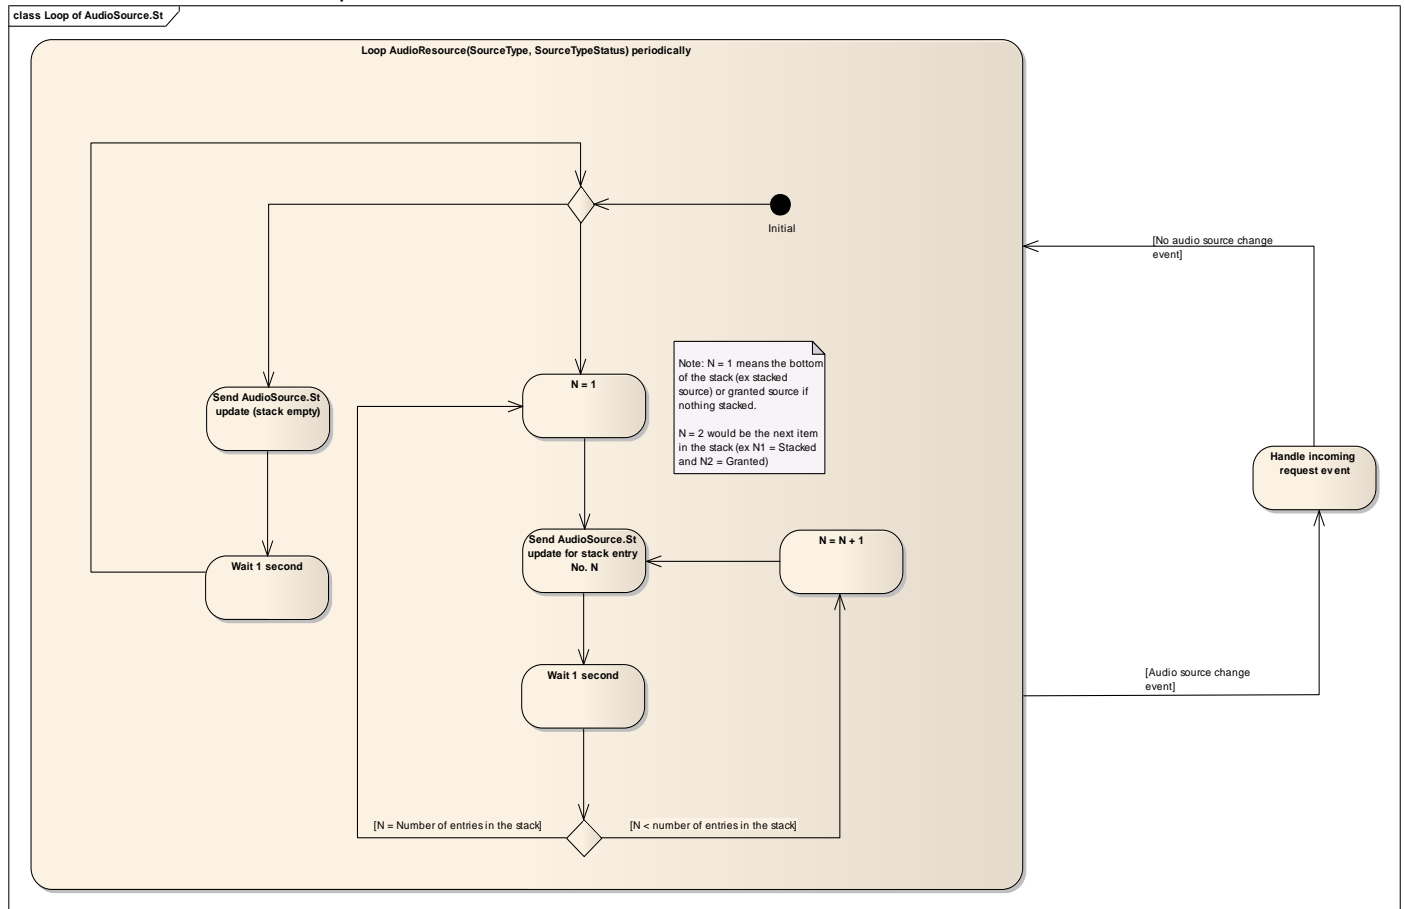 class Loop of AudioSource.St
Loop AudioResource(SourceType, SourceTypeStatus) periodically
Initial
[No audio source change
event]
Note: N = 1 means the bottom
of the stack (ex stacked
source) or granted source if
nothing stacked.
N = 2 would be the next item
in the stack (ex N1 = Stacked
and N2 = Granted)
N = 1
Send AudioSource.St
update (stack empty)
Handle incoming
request event
Send AudioSource.St
update for stack entry
No. N
N = N + 1
Wait 1 second
Wait 1 second
[Audio source change
event]
[N = Number of entries in the stack]
[N < number of entries in the stack]